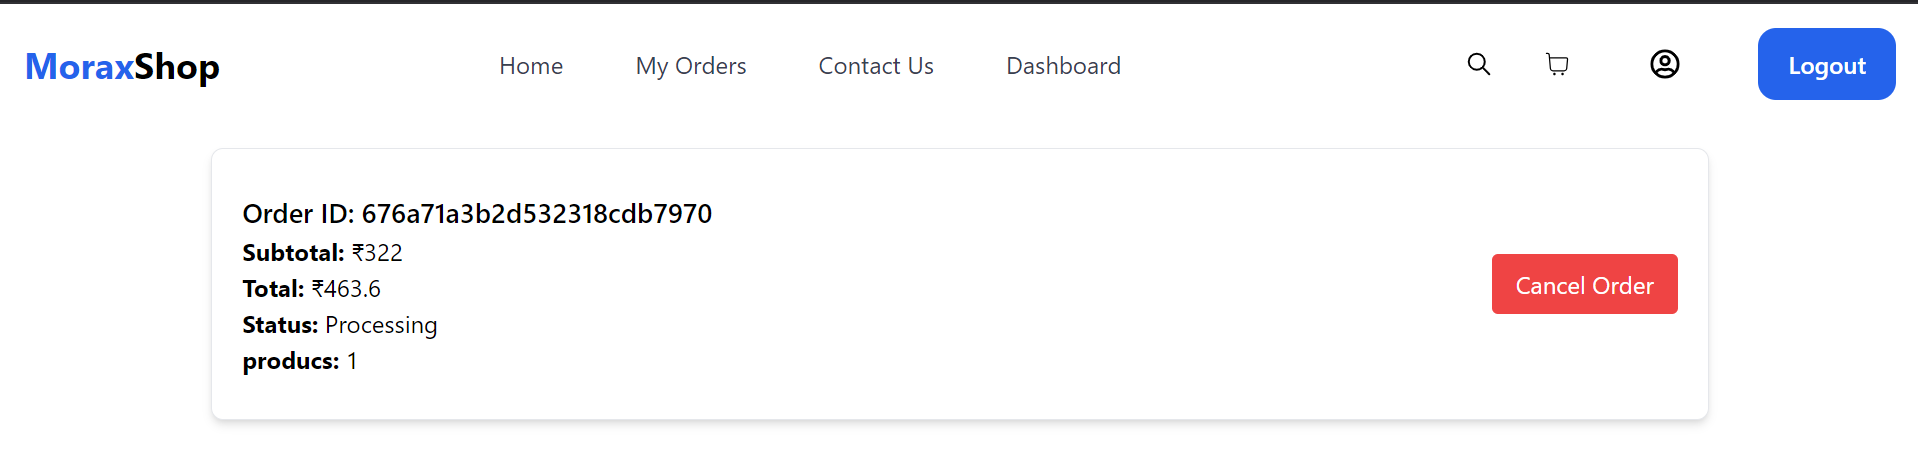 MoraxShop Home My Orders Contact Us Dashboard Logout
Order ID: 676a71a3b2d532318cdb7970
Subtotal: ₹322
Total: ₹463.6
Status: Processing
producs: 1
Cancel Order